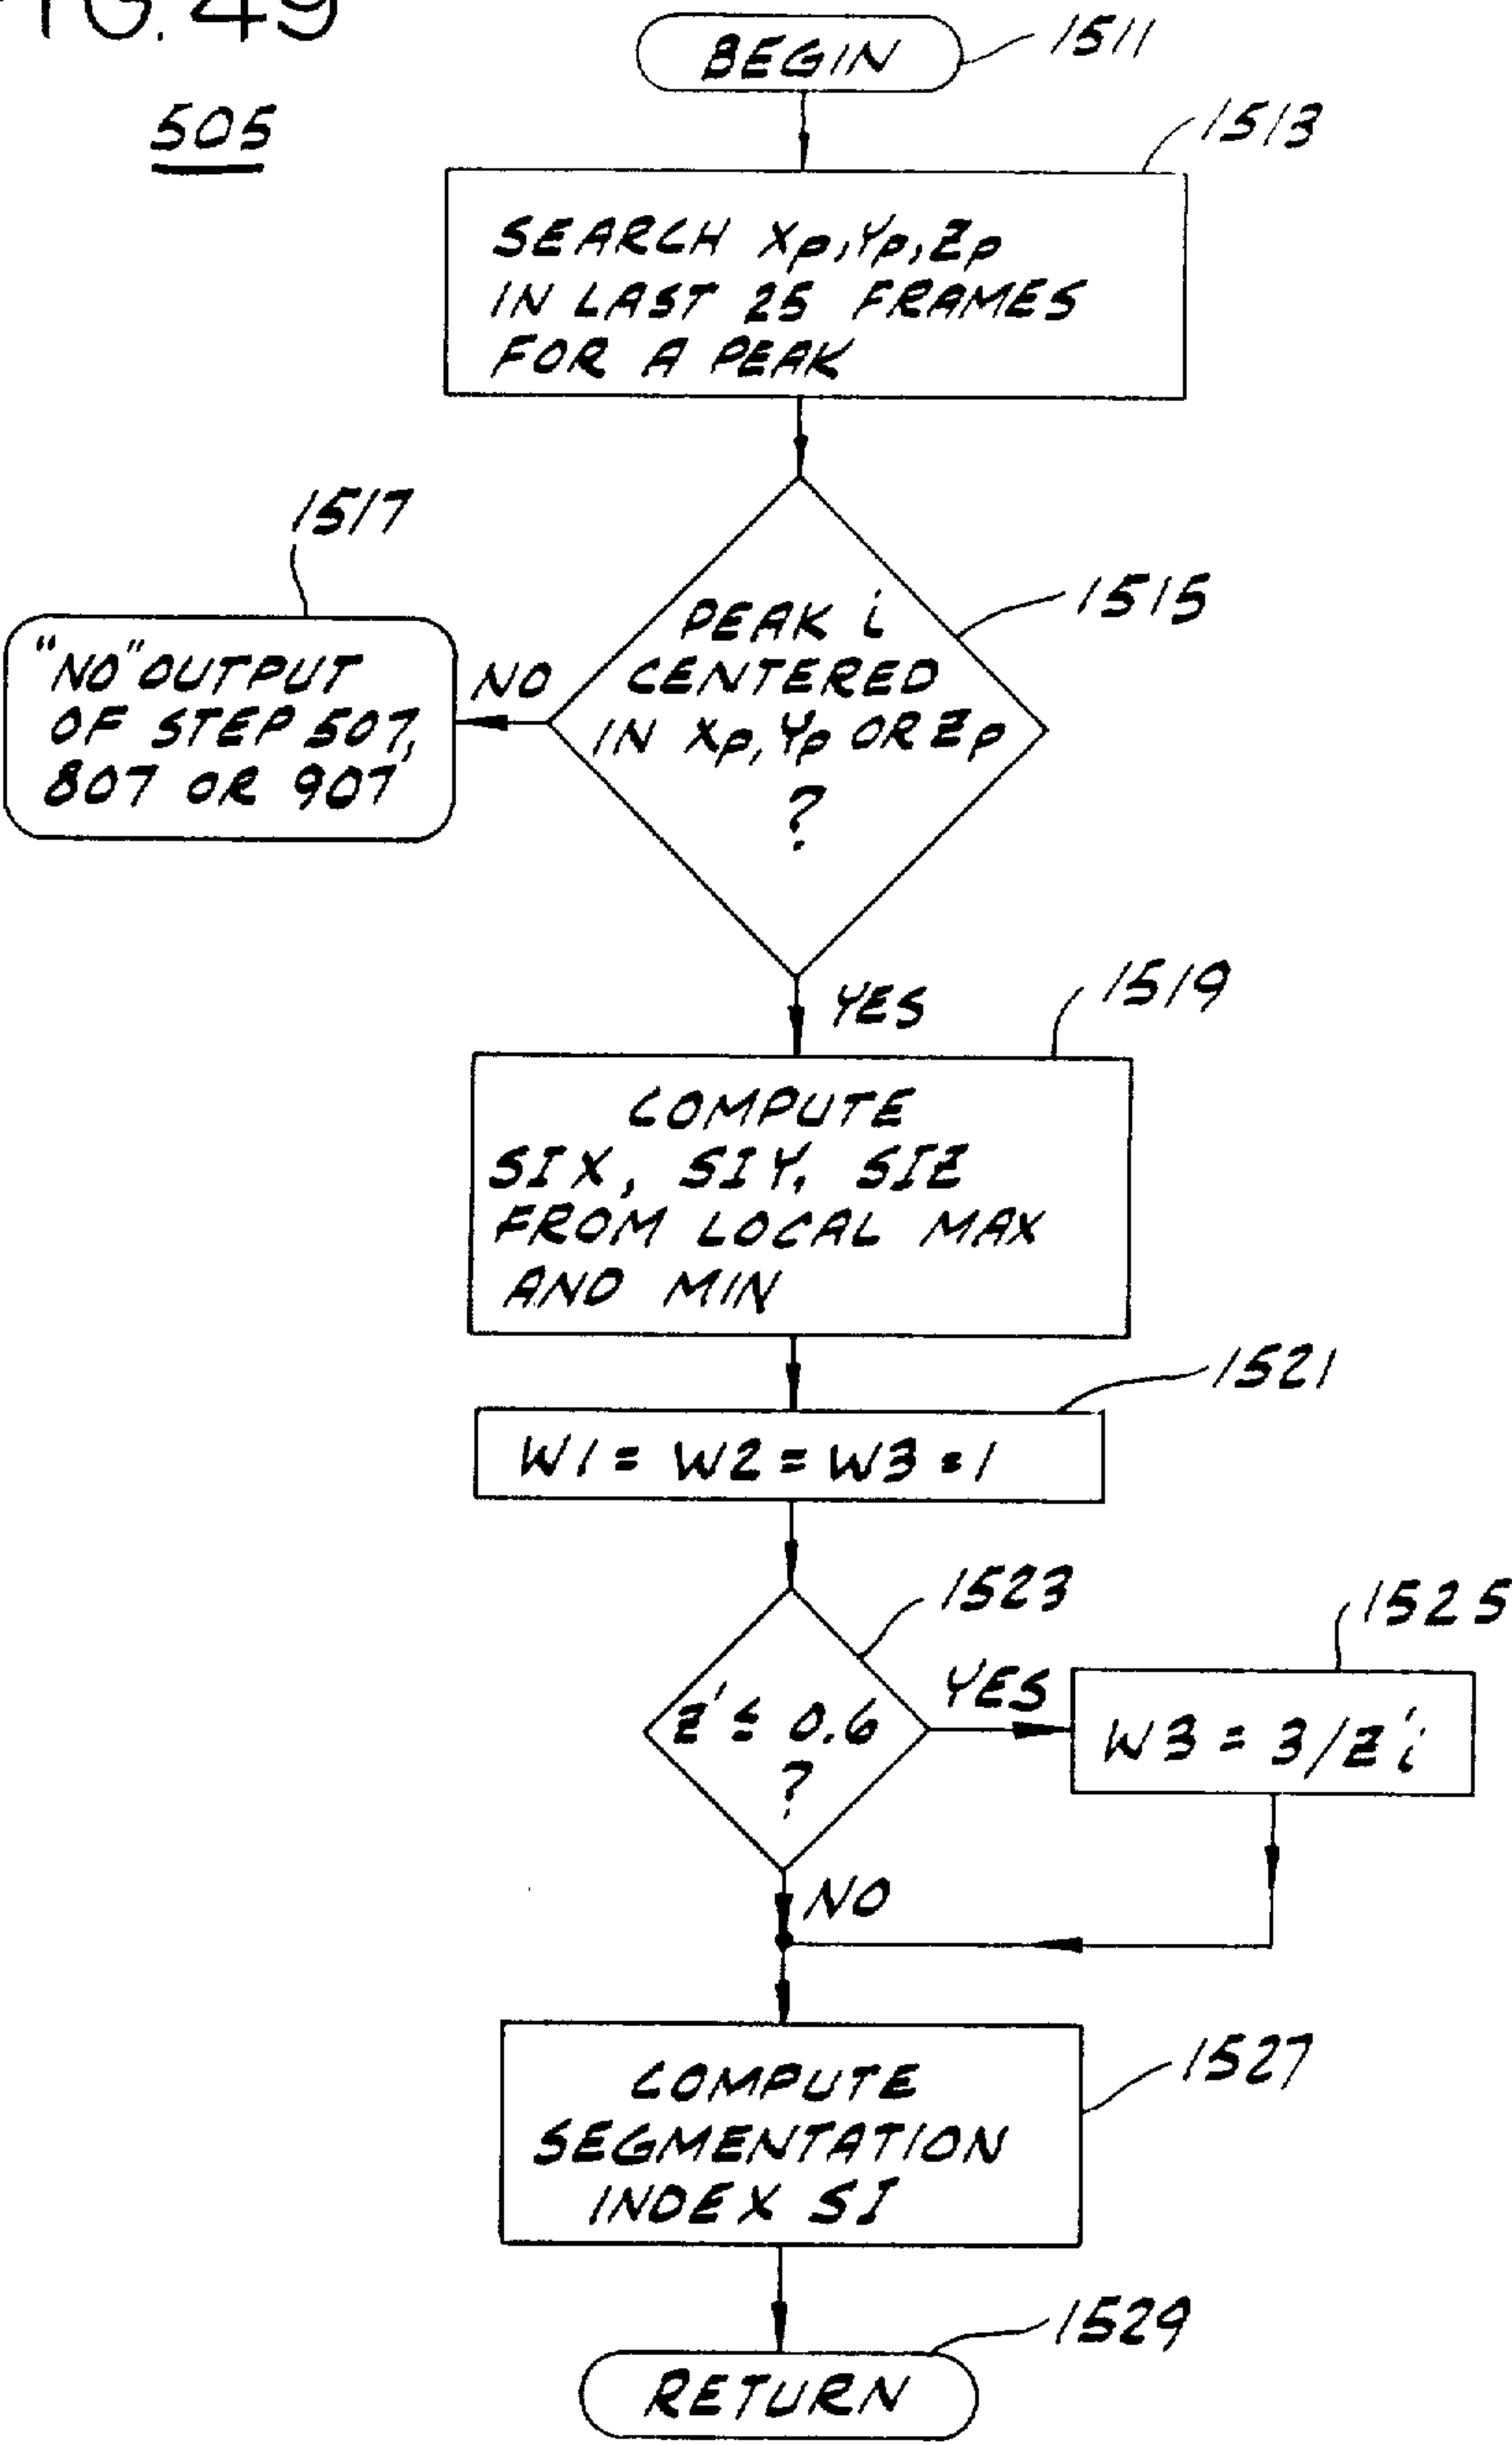 FIG. 49
505
BEGIN
1511
1513
SEARCH Xp, Yp, Zp
IN LAST 25 FRAMES
FOR A PEAK
1517
"NO" OUTPUT
OF STEP 507,
807 OR 907
NO
1515
PEAK i
CENTERED
IN Xp, Yp OR Zp
?
YES
1519
COMPUTE
SIX, SIY, SIZ
FROM LOCAL MAX
AND MIN
1521
W1 = W2 = W3 = 1
1523
Z' ≤ 0.6
?
YES
1525
W3 = 3/Z'i
NO
1527
COMPUTE
SEGMENTATION
INDEX SI
1529
RETURN